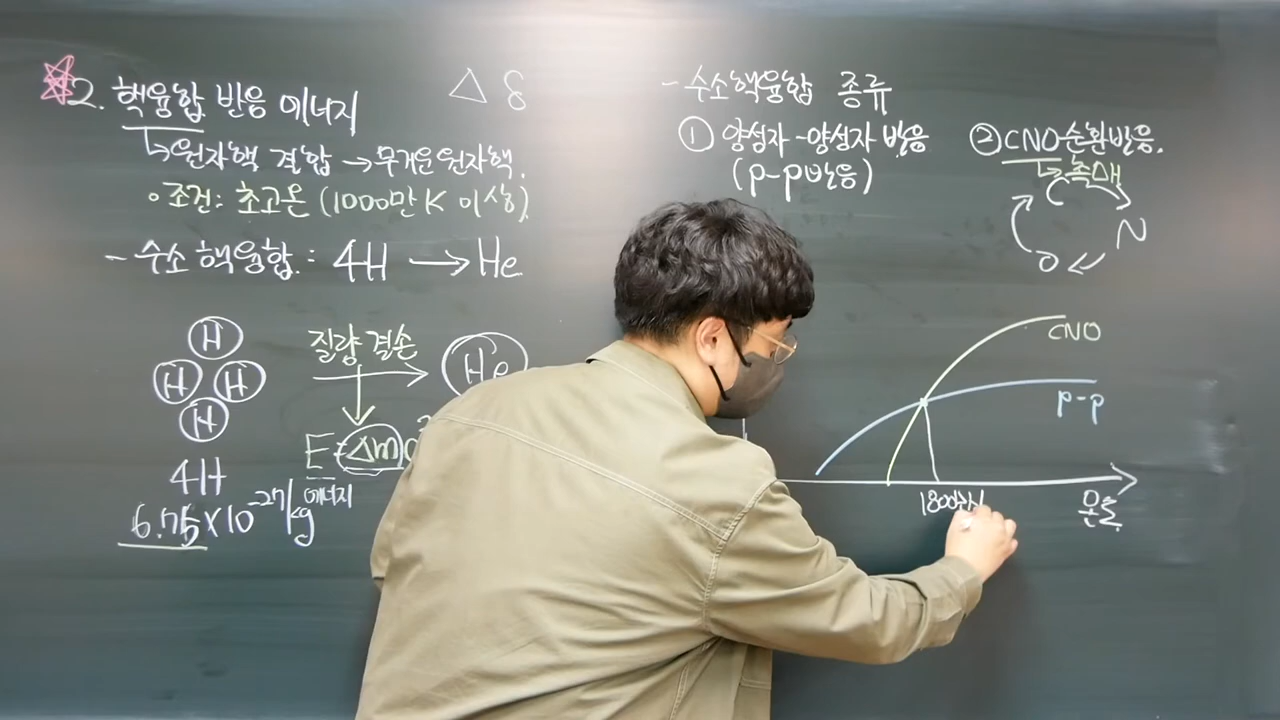 2. 핵융합 반응 에너지
△ δ
↳원자핵 결합 →무거운 원자핵.
∘조건: 초고온 (1000만 K 이상)
- 수소 핵융합 : 4H → He
H
H H
H
질량 결손
He
E=△mc
에너지
4H
6.75×10⁻²⁷kg
- 수소핵융합 종류
① 양성자-양성자 반응
(p-p반응)
② CNO순환반응.
↳촉매
C
N
O
CNO
p-p
1800만
온도